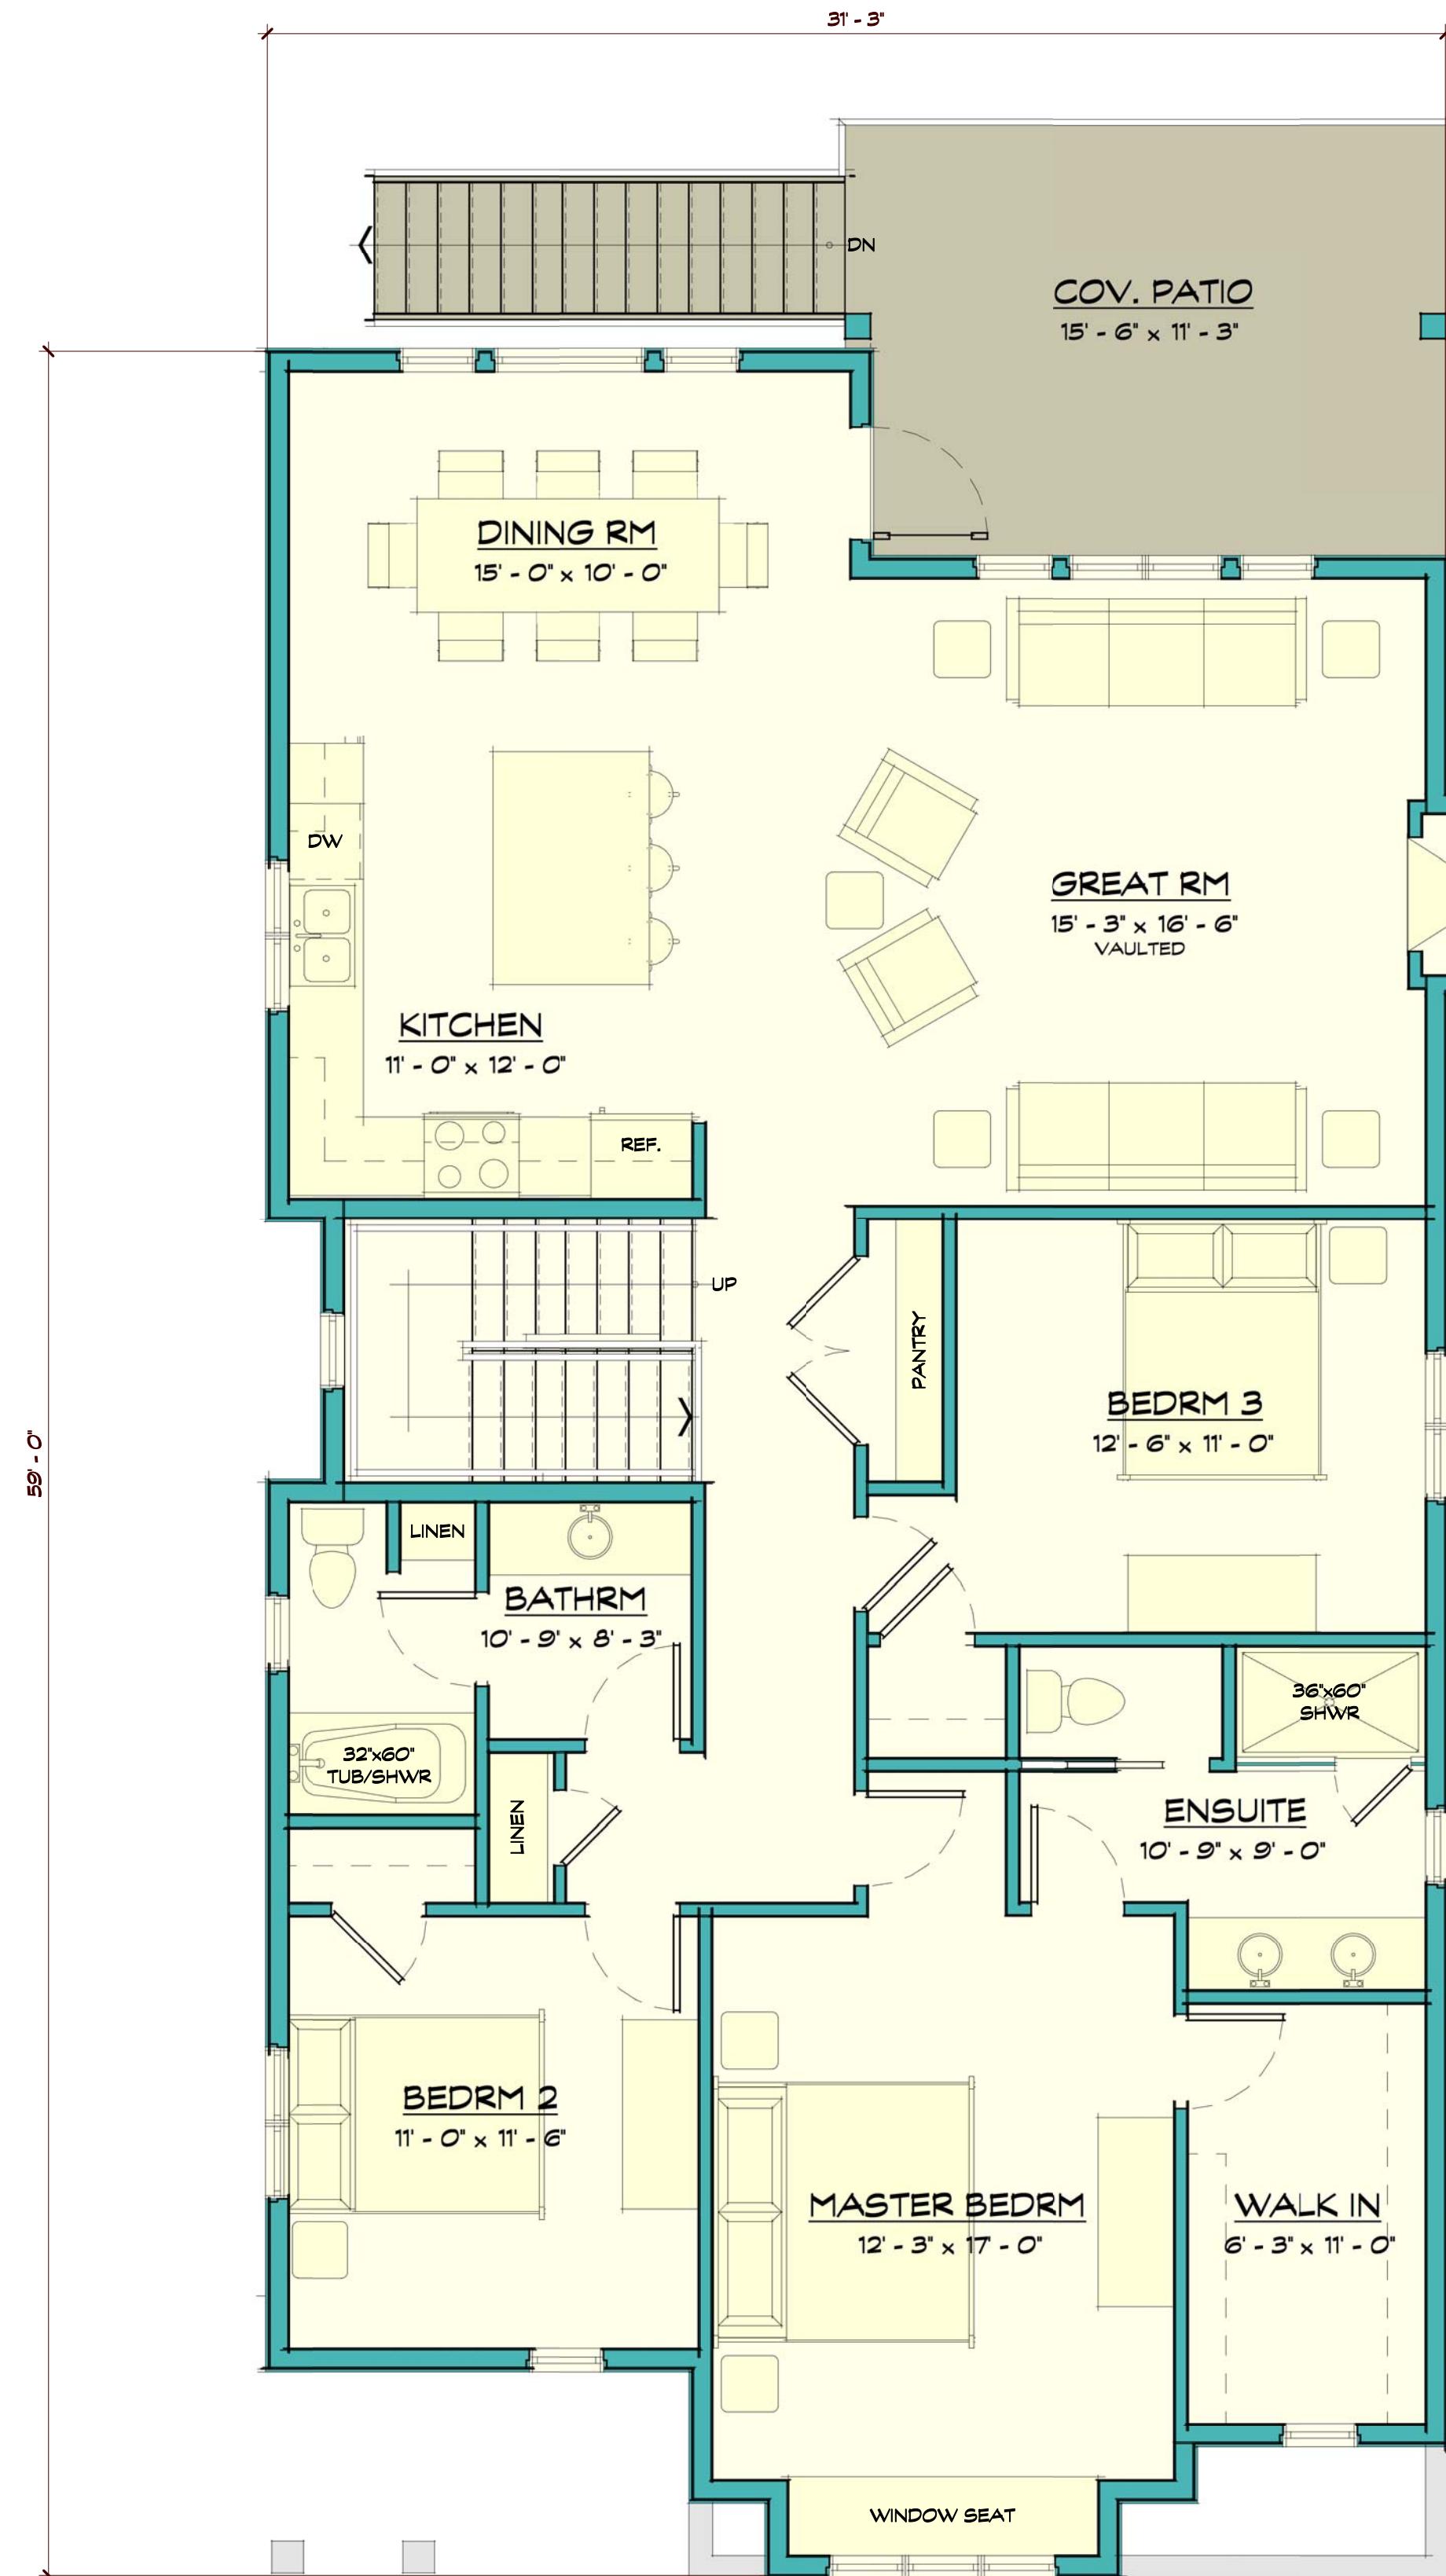 31' - 3"
DN
COV. PATIO
15' - 6" x 11' - 3"
DINING RM
15' - 0" x 10' - 0"
DW
GREAT RM
15' - 3" x 16' - 6"
VAULTED
KITCHEN
11' - 0" x 12' - 0"
REF.
UP
PANTRY
BEDRM 3
12' - 6" x 11' - 0"
59' - 0"
LINEN
BATHRM
10' - 9" x 8' - 3"
36"x60"
SHWR
32"x60"
TUB/SHWR
LINEN
ENSUITE
10' - 9" x 9' - 0"
BEDRM 2
11' - 0" x 11' - 6"
MASTER BEDRM
12' - 3" x 17' - 0"
WALK IN
6' - 3" x 11' - 0"
WINDOW SEAT